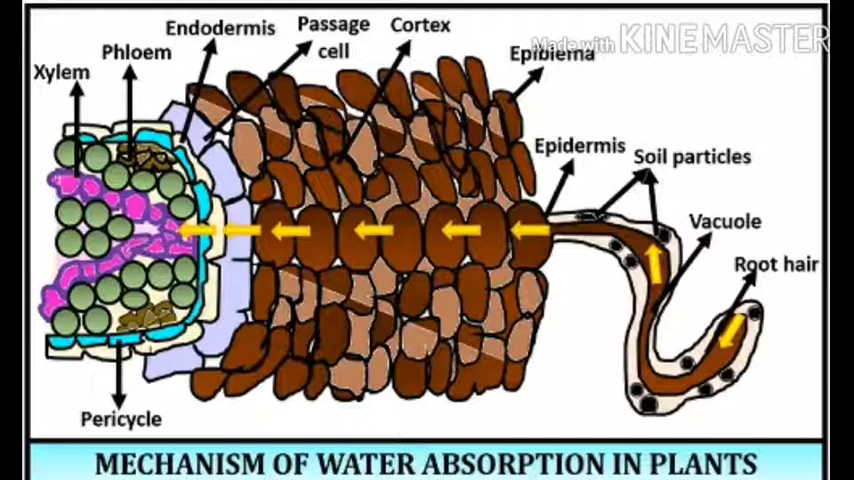 Made with KINEMASTER
Endodermis
Passage
cell
Cortex
Phloem
Xylem
Epiblema
Epidermis
Soil particles
Vacuole
Root hair
Pericycle
MECHANISM OF WATER ABSORPTION IN PLANTS